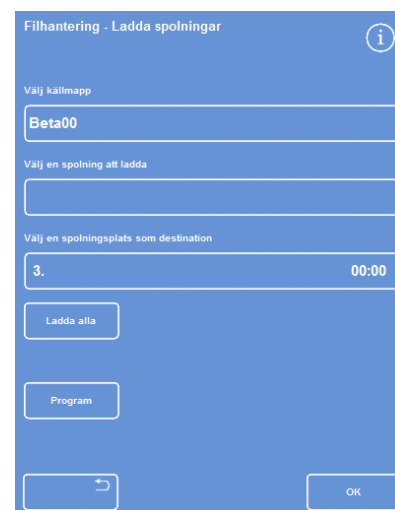 Filhantering - Ladda spolningar
i
Välj källmapp
Beta00
Välj en spolning att ladda
Välj en spolningsplats som destination
3. 00:00
Ladda alla
Program
OK